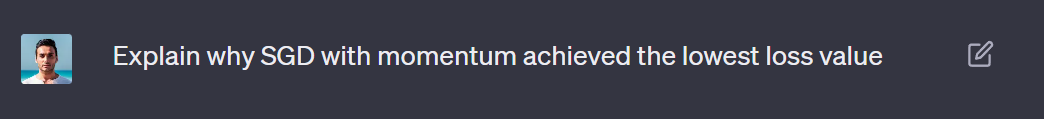 Explain why SGD with momentum achieved the lowest loss value